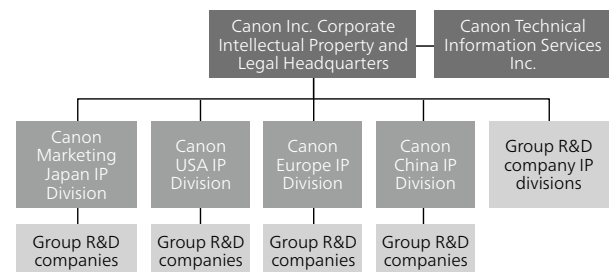 Canon Inc. Corporate
Intellectual Property and
Legal Headquarters
Canon Technical
Information Services
Inc.
Canon
Marketing
Japan IP
Division
Canon
USA IP
Division
Canon
Europe IP
Division
Canon
China IP
Division
Group R&D
company IP
divisions
Group R&D
companies
Group R&D
companies
Group R&D
companies
Group R&D
companies